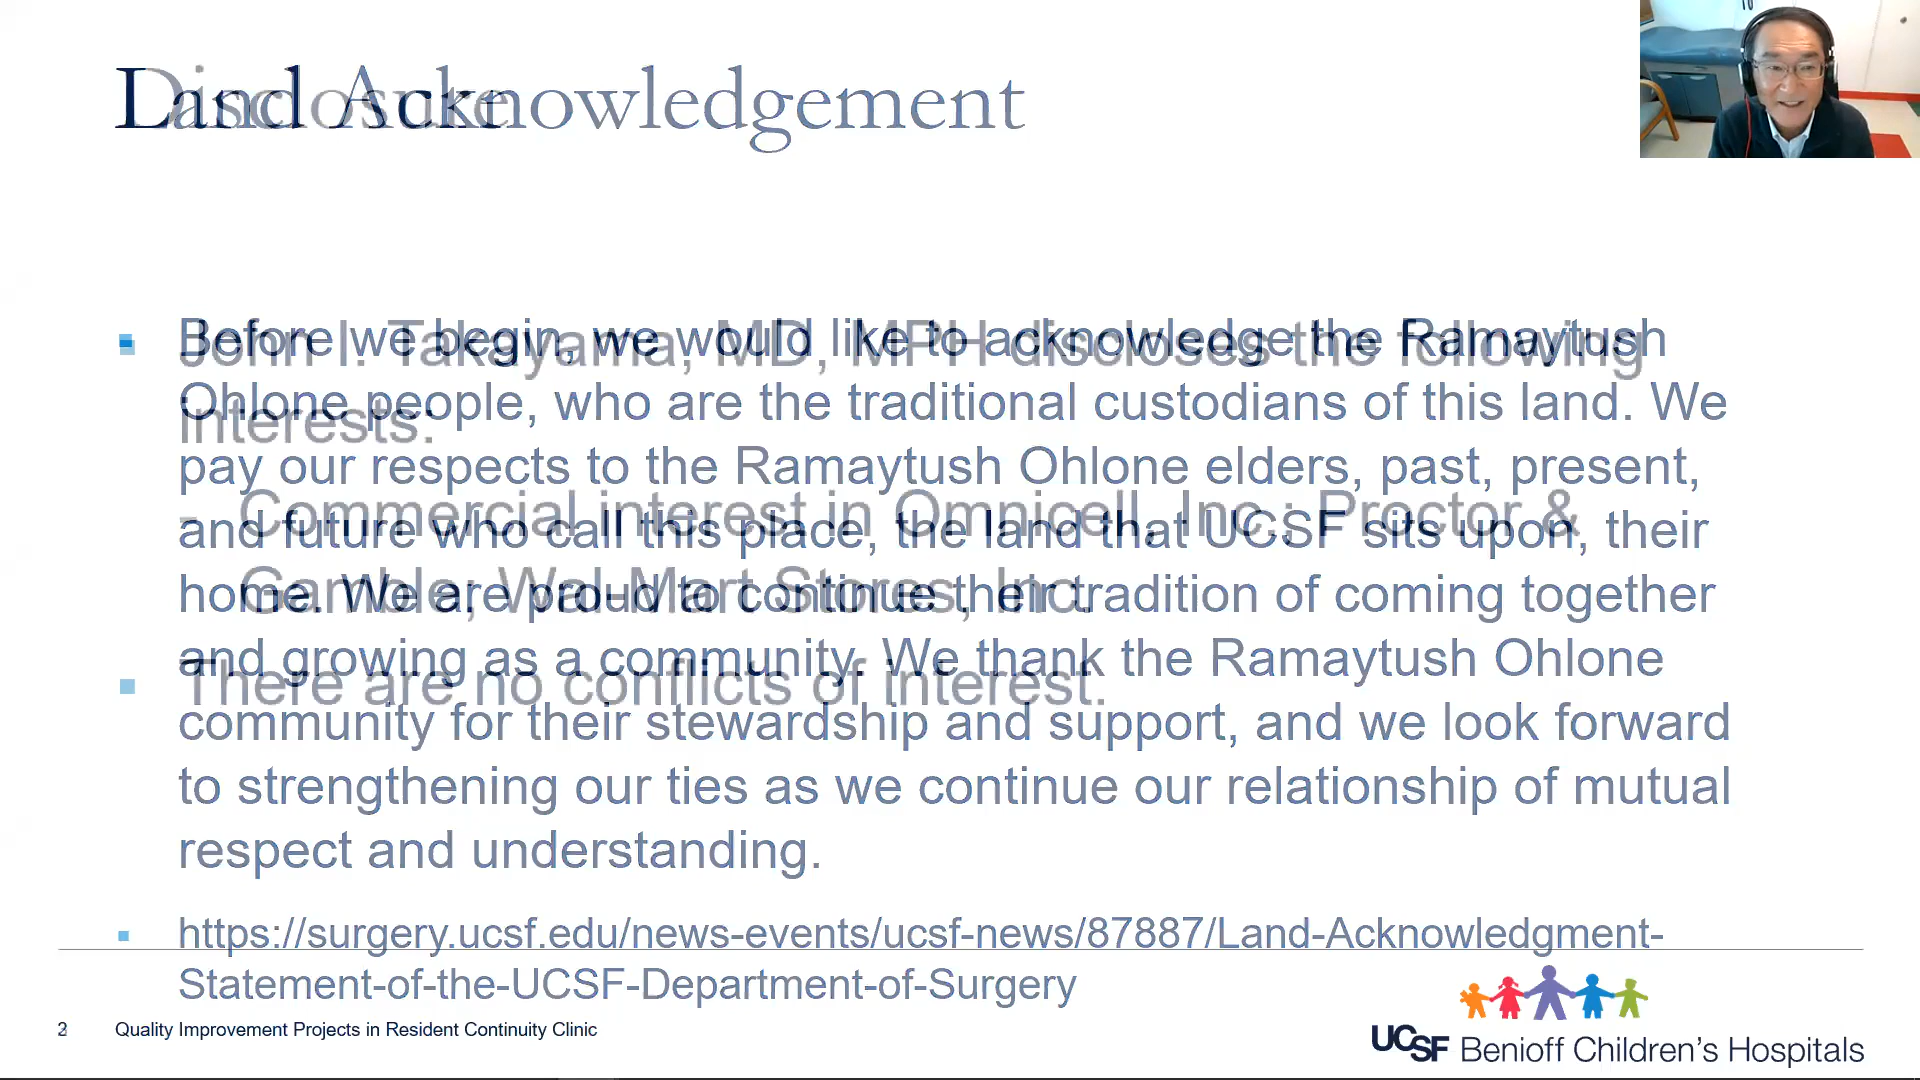 Land Acknowledgement
Disclosure
Before we begin, we would like to acknowledge the Ramaytush
Ohlone people, who are the traditional custodians of this land. We
pay our respects to the Ramaytush Ohlone elders, past, present,
and future who call this place, the land that UCSF sits upon, their
home. We are proud to continue their tradition of coming together
and growing as a community. We thank the Ramaytush Ohlone
community for their stewardship and support, and we look forward
to strengthening our ties as we continue our relationship of mutual
respect and understanding.
https://surgery.ucsf.edu/news-events/ucsf-news/87887/Land-Acknowledgment-
Statement-of-the-UCSF-Department-of-Surgery
John I. Takayama, MD, MPH discloses the following
interests:
Commercial interest in Omnicell, Inc.; Proctor &
Gamble; Wal-Mart Stores, Inc.
There are no conflicts of interest.
Quality Improvement Projects in Resident Continuity Clinic
UCSF Benioff Children's Hospitals